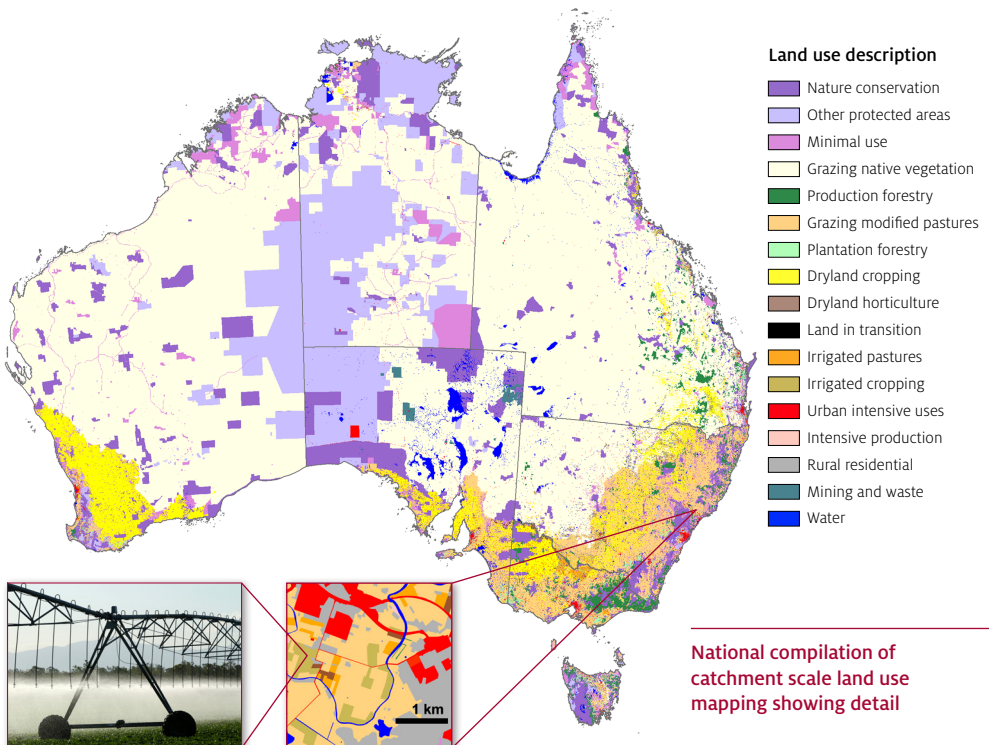 Land use description
Nature conservation
Other protected areas
Minimal use
Grazing native vegetation
Production forestry
Grazing modified pastures
Plantation forestry
Dryland cropping
Dryland horticulture
Land in transition
Irrigated pastures
Irrigated cropping
Urban intensive uses
Intensive production
Rural residential
Mining and waste
Water
1 km
National compilation of
catchment scale land use
mapping showing detail